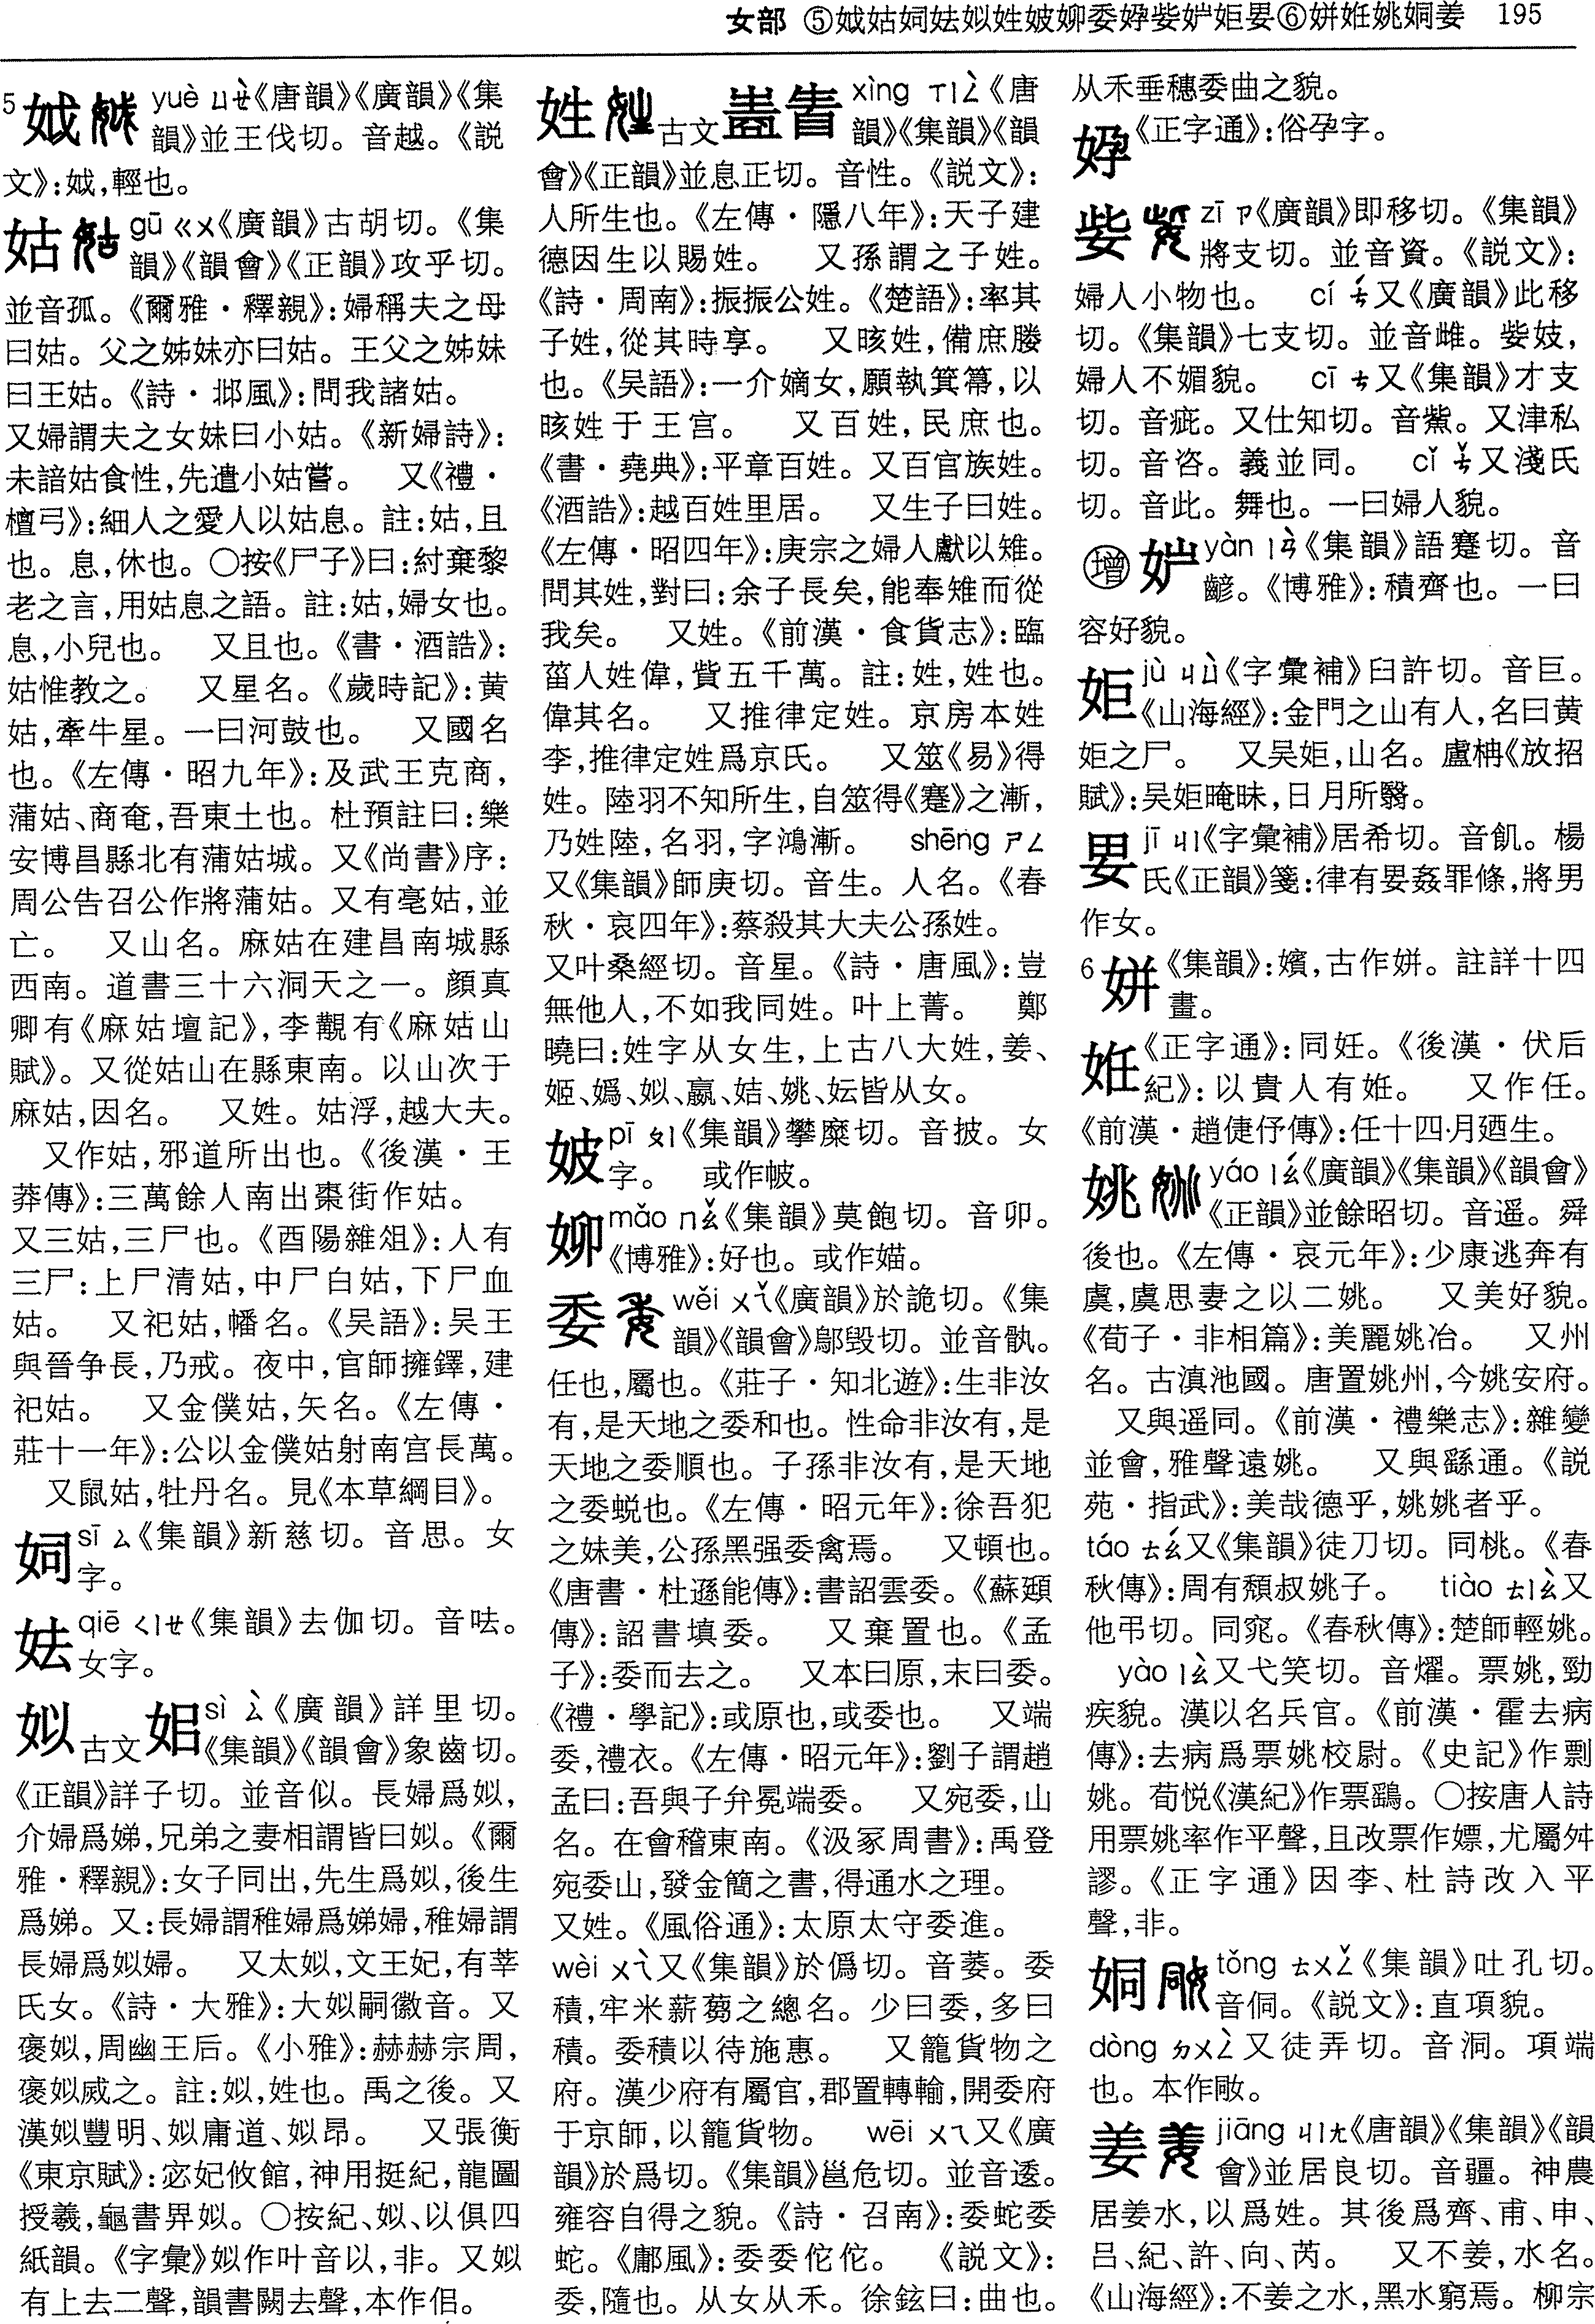 女部 ⑤娍姑姛㚢姒姓㛂㚹委㜸姕㚧姖㚻⑥姘姙姚姛姜 195
5 yuè ㄩㄝ《唐韻》《廣韻》《集
韻》並王伐切。音越。《説
文》:娍,輕也。
姑 gū ㄍㄨ《廣韻》古胡切。《集
韻》《韻會》《正韻》攻乎切。
並音孤。《爾雅·釋親》:婦稱夫之母
曰姑。父之姊妹亦曰姑。王父之姊妹
曰王姑。《詩·邶風》:問我諸姑。
又婦謂夫之女妹曰小姑。《新婦詩》:
未諳姑食性,先遣小姑嘗。 又《禮·
檀弓》:細人之愛人以姑息。註:姑,且
也。息,休也。○按《尸子》曰:紂棄黎
老之言,用姑息之語。註:姑,婦女也。
息,小兒也。 又且也。《書·酒誥》:
姑惟教之。 又星名。《歲時記》:黄
姑,牽牛星。一曰河鼓也。 又國名
也。《左傳·昭九年》:及武王克商,
蒲姑、商奄,吾東土也。杜預註曰:樂
安博昌縣北有蒲姑城。又《尚書》序:
周公告召公作將蒲姑。又有亳姑,並
亡。 又山名。麻姑在建昌南城縣
西南。道書三十六洞天之一。顔真
卿有《麻姑壇記》,李觏有《麻姑山
賦》。又從姑山在縣東南。以山次于
麻姑,因名。 又姓。姑浮,越大夫。
又作姑,邪道所出也。《後漢·王
莽傳》:三萬餘人南出棗街作姑。
又三姑,三尸也。《酉陽雜俎》:人有
三尸:上尸清姑,中尸白姑,下尸血
姑。 又祀姑,幡名。《吴語》:吴王
與晉争長,乃戒。夜中,官師擁鐸,建
祀姑。 又金僕姑,矢名。《左傳·
莊十一年》:公以金僕姑射南宫長萬。
又鼠姑,牡丹名。見《本草綱目》。
sī ㄙ《集韻》新慈切。音思。女
字。
qiē ㄑㄧㄝ《集韻》去伽切。音呿。
女字。
姒 古文 sì ㄙˋ《廣韻》詳里切。
《集韻》《韻會》象齒切。
《正韻》詳子切。並音似。長婦爲姒,
介婦爲娣,兄弟之妻相謂皆曰姒。《爾
雅·釋親》:女子同出,先生爲姒,後生
爲娣。又:長婦謂稚婦爲娣婦,稚婦謂
長婦爲姒婦。 又太姒,文王妃,有莘
氏女。《詩·大雅》:大姒嗣徽音。又
褒姒,周幽王后。《小雅》:赫赫宗周,
褒姒烕之。註:姒,姓也。禹之後。又
漢姒豐明、姒庸道、姒昂。 又張衡
《東京賦》:宓妃攸館,神用挺紀,龍圖
授羲,龜書畀姒。○按紀、姒、以俱四
紙韻。《字彙》姒作叶音以,非。又姒
有上去二聲,韻書闕去聲,本作佀。
姓 古文 xìng ㄒㄧㄥˋ《唐
韻》《集韻》《韻
會》《正韻》並息正切。音性。《説文》:
人所生也。《左傳·隱八年》:天子建
德因生以賜姓。 又孫謂之子姓。
《詩·周南》:振振公姓。《楚語》:率其
子姓,從其時享。 又晐姓,備庶媵
也。《吴語》:一介嫡女,願執箕箒,以
晐姓于王宫。 又百姓,民庶也。
《書·堯典》:平章百姓。又百官族姓。
《酒誥》:越百姓里居。 又生子曰姓。
《左傳·昭四年》:庚宗之婦人獻以雉。
問其姓,對曰:余子長矣,能奉雉而從
我矣。 又姓。《前漢·食貨志》:臨
菑人姓偉,貲五千萬。註:姓,姓也。
偉其名。 又推律定姓。京房本姓
李,推律定姓爲京氏。 又筮《易》得
姓。陸羽不知所生,自筮得《蹇》之漸,
乃姓陸,名羽,字鴻漸。 shēng ㄕㄥ
又《集韻》師庚切。音生。人名。《春
秋·哀四年》:蔡殺其大夫公孫姓。
又叶桑經切。音星。《詩·唐風》:豈
無他人,不如我同姓。叶上菁。 鄭
曉曰:姓字从女生,上古八大姓,姜、
姬、嬀、姒、嬴、姞、姚、妘皆从女。
pī ㄆㄧ《集韻》攀糜切。音披。女
字。 或作㛂。
mǎo ㄇㄠˇ《集韻》莫飽切。音卯。
《博雅》:好也。或作媌。
委 wěi ㄨㄟˇ《廣韻》於詭切。《集
韻》《韻會》鄔毁切。並音骩。
任也,屬也。《莊子·知北遊》:生非汝
有,是天地之委和也。性命非汝有,是
天地之委順也。子孫非汝有,是天地
之委蜕也。《左傳·昭元年》:徐吾犯
之妹美,公孫黑强委禽焉。 又頓也。
《唐書·杜遜能傳》:書詔雲委。《蘇頲
傳》:詔書填委。 又棄置也。《孟
子》:委而去之。 又本曰原,末曰委。
《禮·學記》:或原也,或委也。 又端
委,禮衣。《左傳·昭元年》:劉子謂趙
孟曰:吾與子弁冕端委。 又宛委,山
名。在會稽東南。《汲冢周書》:禹登
宛委山,發金簡之書,得通水之理。
又姓。《風俗通》:太原太守委進。
wèi ㄨㄟˋ又《集韻》於僞切。音萎。委
積,牢米薪芻之總名。少曰委,多曰
積。委積以待施惠。 又籠貨物之
府。漢少府有屬官,郡置轉輸,開委府
于京師,以籠貨物。 wēi ㄨㄟ又《廣
韻》於爲切。《集韻》邕危切。並音逶。
雍容自得之貌。《詩·召南》:委蛇委
蛇。《鄘風》:委委佗佗。 《説文》:
委,隨也。从女从禾。徐鉉曰:曲也。
从禾垂穗委曲之貌。
《正字通》:俗孕字。
姕 zī ㄗ《廣韻》即移切。《集韻》
將支切。並音資。《説文》:
婦人小物也。 cí ㄘˊ又《廣韻》此移
切。《集韻》七支切。並音雌。姕妓,
婦人不媚貌。 cī ㄘ又《集韻》才支
切。音疵。又仕知切。音鮆。又津私
切。音咨。義並同。 cǐ ㄘˇ又淺氏
切。音此。舞也。一曰婦人貌。
增 yàn ㄧㄢˋ《集韻》語蹇切。音
齴。《博雅》:積齊也。一曰
容好貌。
姖 jù ㄐㄩˋ《字彙補》臼許切。音巨。
《山海經》:金門之山有人,名曰黄
姖之尸。 又吴姖,山名。盧柟《放招
賦》:吴姖晻昧,日月所翳。
jī ㄐㄧ《字彙補》居希切。音飢。楊
氏《正韻》箋:律有㚻姦罪條,將男
作女。
6 姘 《集韻》:嬪,古作姘。註詳十四
畫。
姙 《正字通》:同妊。《後漢·伏后
紀》:以貴人有姙。 又作任。
《前漢·趙倢伃傳》:任十四月廼生。
姚 yáo ㄧㄠˊ《廣韻》《集韻》《韻會》
《正韻》並餘昭切。音遥。舜
後也。《左傳·哀元年》:少康逃奔有
虞,虞思妻之以二姚。 又美好貌。
《荀子·非相篇》:美麗姚冶。 又州
名。古滇池國。唐置姚州,今姚安府。
又與遥同。《前漢·禮樂志》:雜變
並會,雅聲遠姚。 又與繇通。《説
苑·指武》:美哉德乎,姚姚者乎。
táo ㄊㄠˊ又《集韻》徒刀切。同桃。《春
秋傳》:周有頹叔姚子。 tiào ㄊㄧㄠˋ又
他弔切。同窕。《春秋傳》:楚師輕姚。
yào ㄧㄠˋ又弋笑切。音燿。票姚,勁
疾貌。漢以名兵官。《前漢·霍去病
傳》:去病爲票姚校尉。《史記》作剽
姚。荀悦《漢紀》作票鷂。○按唐人詩
用票姚率作平聲,且改票作嫖,尤屬舛
謬。《正字通》因李、杜詩改入平
聲,非。
姛 tǒng ㄊㄨㄥˇ《集韻》吐孔切。
音侗。《説文》:直項貌。
dòng ㄉㄨㄥˋ又徒弄切。音洞。項端
也。本作㢥。
姜 jiāng ㄐㄧㄤ《唐韻》《集韻》《韻
會》並居良切。音疆。神農
居姜水,以爲姓。其後爲齊、甫、申、
吕、紀、許、向、芮。 又不姜,水名。
《山海經》:不姜之水,黑水窮焉。柳宗